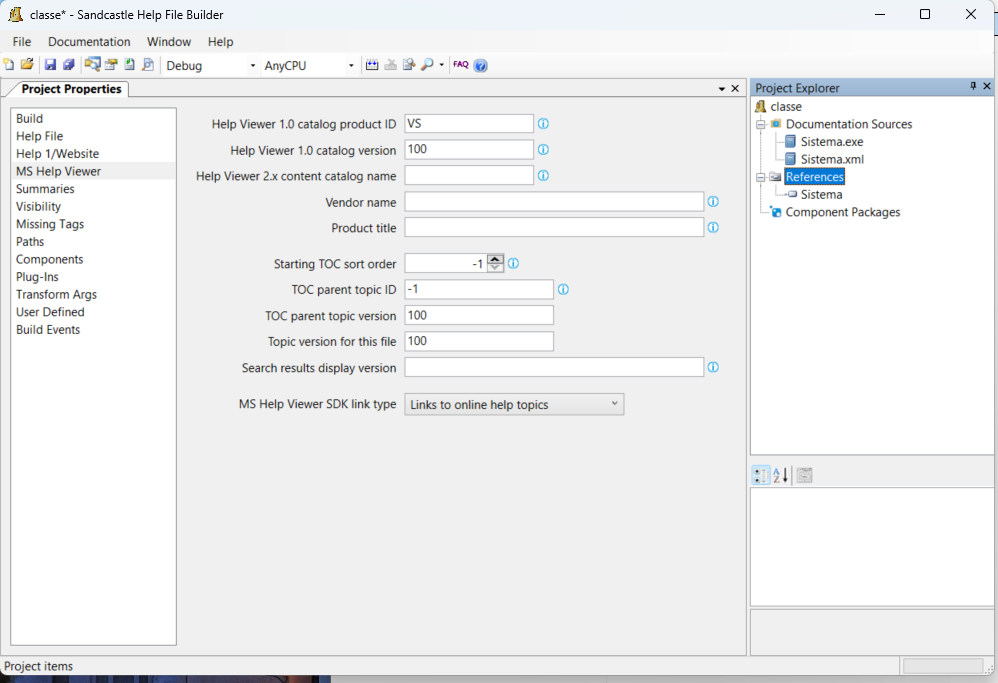 classe* - Sandcastle Help File Builder
File Documentation Window Help
Debug AnyCPU FAQ
Project Properties
Build
Help File
Help 1/Website
MS Help Viewer
Summaries
Visibility
Missing Tags
Paths
Components
Plug-Ins
Transform Args
User Defined
Build Events
Help Viewer 1.0 catalog product ID VS
Help Viewer 1.0 catalog version 100
Help Viewer 2.x content catalog name
Vendor name
Product title
Starting TOC sort order -1
TOC parent topic ID -1
TOC parent topic version 100
Topic version for this file 100
Search results display version
MS Help Viewer SDK link type Links to online help topics
Project Explorer
classe
Documentation Sources
Sistema.exe
Sistema.xml
References
Sistema
Component Packages
Project items